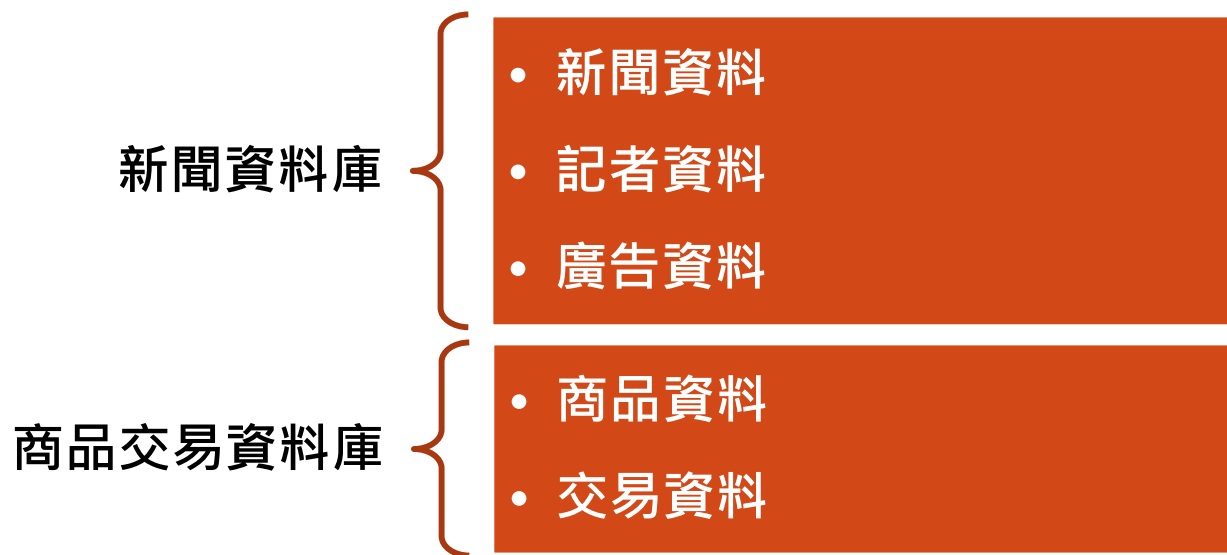 新聞資料庫
• 新聞資料
• 記者資料
• 廣告資料
商品交易資料庫
• 商品資料
• 交易資料